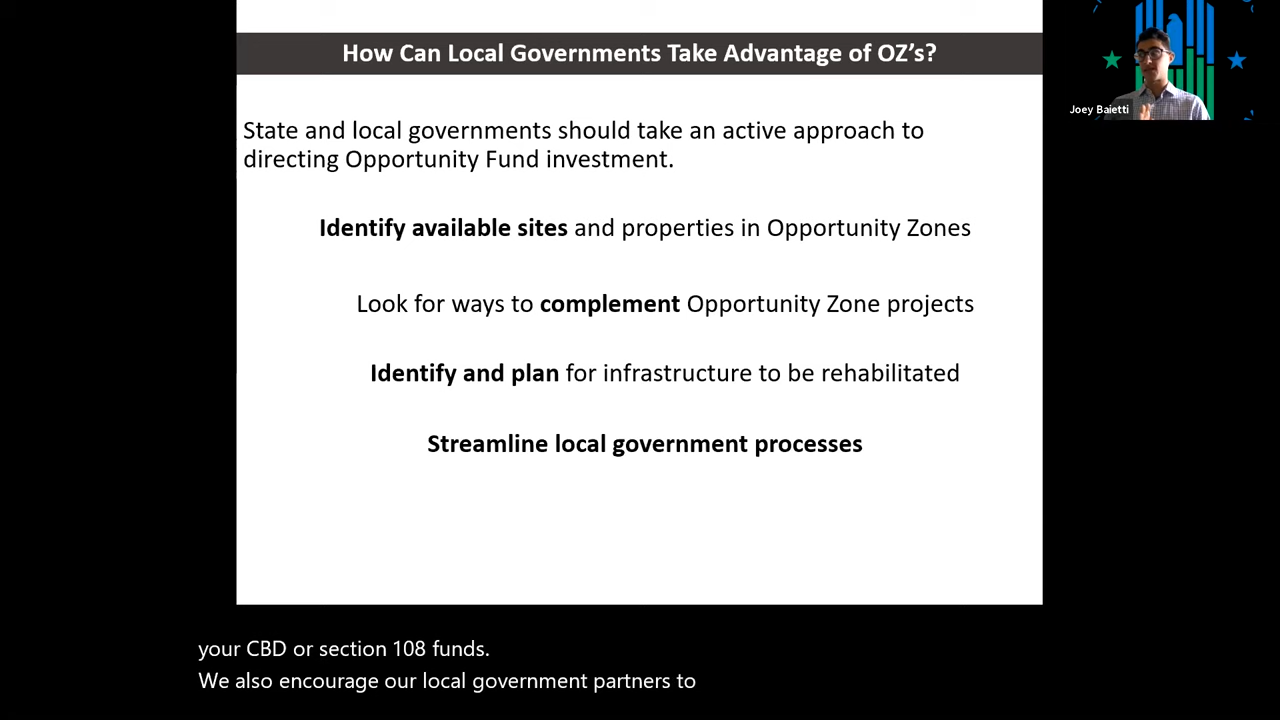 How Can Local Governments Take Advantage of OZ's?
Joey Baietti
State and local governments should take an active approach to
directing Opportunity Fund investment.
Identify available sites and properties in Opportunity Zones
Look for ways to complement Opportunity Zone projects
Identify and plan for infrastructure to be rehabilitated
Streamline local government processes
your CBD or section 108 funds.
We also encourage our local government partners to